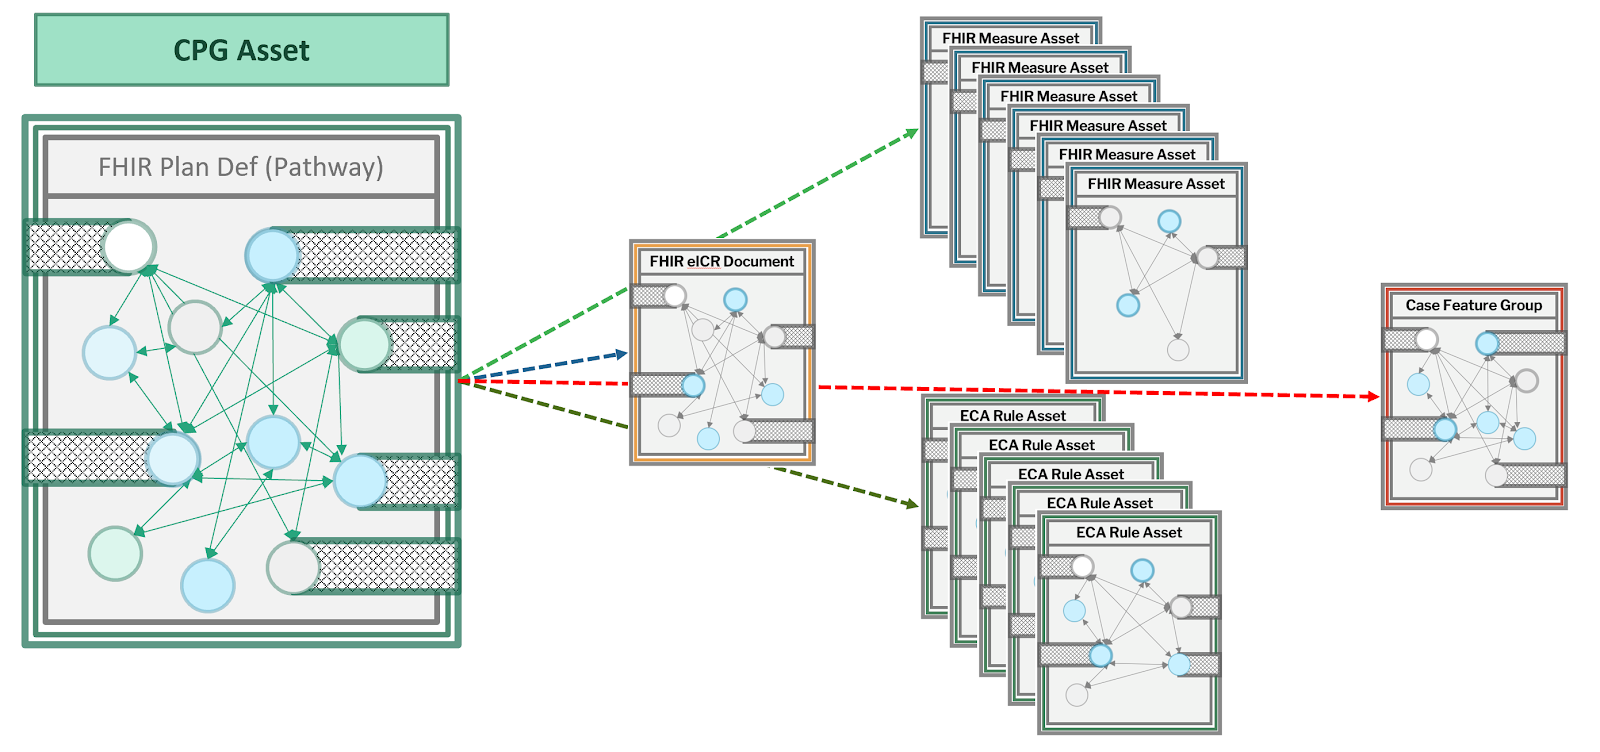 CPG Asset
FHIR Plan Def (Pathway)
FHIR eICR Document
FHIR Measure Asset
FHIR Measure Asset
FHIR Measure Asset
FHIR Measure Asset
FHIR Measure Asset
FHIR Measure Asset
ECA Rule Asset
ECA Rule Asset
ECA Rule Asset
ECA Rule Asset
ECA Rule Asset
Case Feature Group